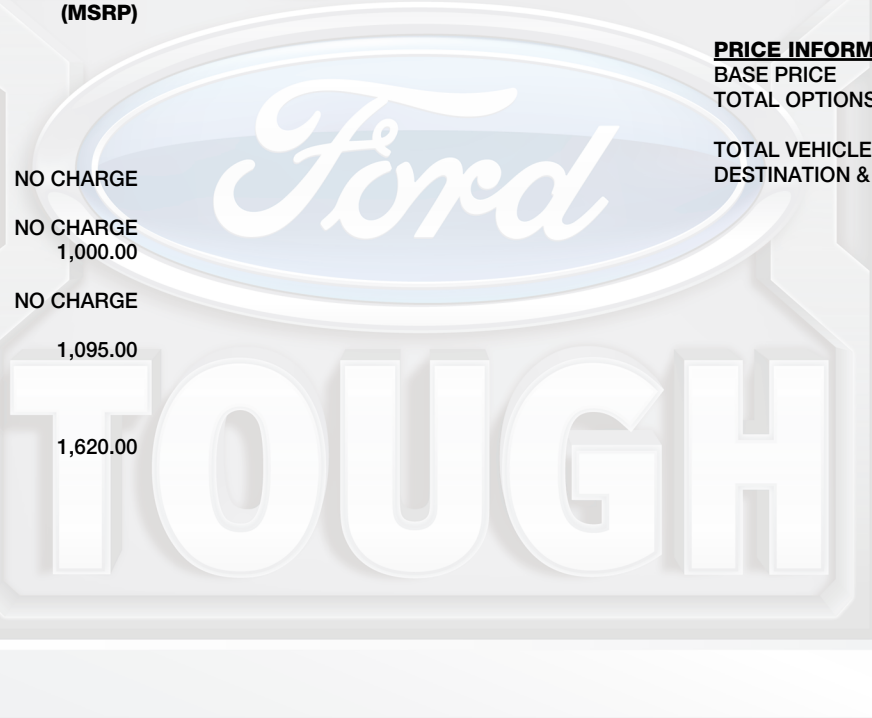 (MSRP)
NO CHARGE
NO CHARGE
1,000.00
NO CHARGE
1,095.00
1,620.00
PRICE INFORM
BASE PRICE
TOTAL OPTIONS
TOTAL VEHICLE
DESTINATION &
Ford
TOUGH